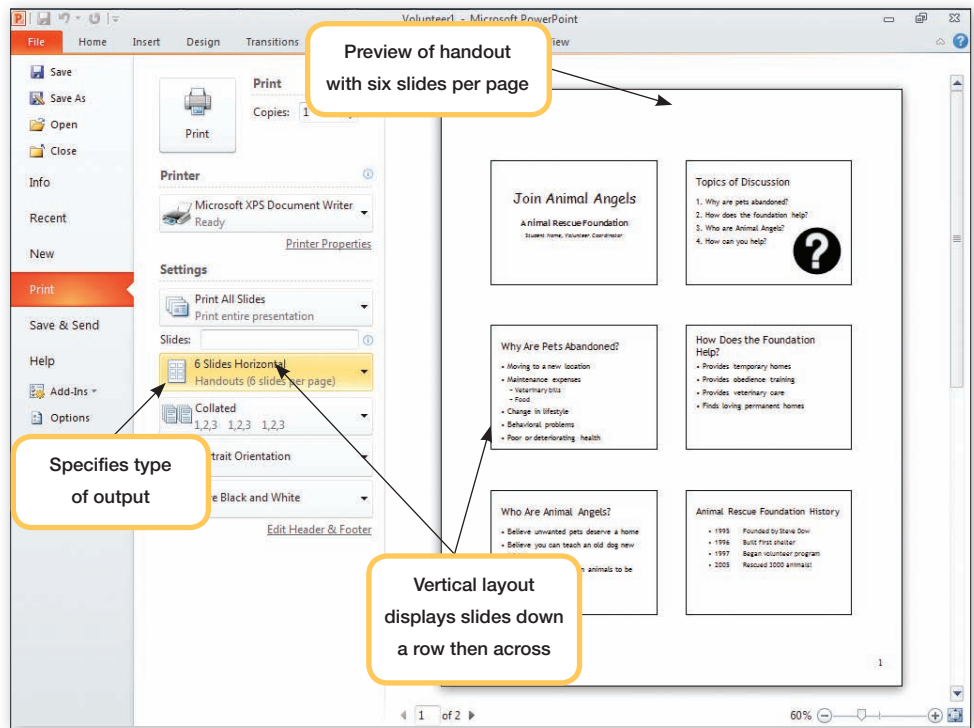 Volunteer1 - Microsoft PowerPoint
File Home Insert Design Transitions
Save
Save As
Open
Close
Info
Recent
New
Print
Save & Send
Help
Add-Ins
Options
Print
Print
Copies: 1
Printer
Microsoft XPS Document Writer
Ready
Printer Properties
Settings
Print All Slides
Print entire presentation
Slides:
6 Slides Horizontal
Handouts (6 slides per page)
Collated
1,2,3 1,2,3 1,2,3
Orientation
Black and White
Edit Header & Footer
Preview of handout
with six slides per page
Specifies type
of output
Vertical layout
displays slides down
a row then across
Join Animal Angels
Animal Rescue Foundation
Student Name, Volunteer Coordinator
Topics of Discussion
1. Why are pets abandoned?
2. How does the foundation help?
3. Who are Animal Angels?
4. How can you help?
?
Why Are Pets Abandoned?
• Moving to a new location
• Maintenance expenses
– Veterinary bills
– Food
• Change in lifestyle
• Behavioral problems
• Poor or deteriorating health
How Does the Foundation
Help?
• Provides temporary homes
• Provides obedience training
• Provides veterinary care
• Finds loving permanent homes
Who Are Animal Angels?
• Believe unwanted pets deserve a home
• Believe you can teach an old dog new
animals to be
Animal Rescue Foundation History
• 1995 Founded by Steve Dow
• 1996 Built first shelter
• 1997 Began volunteer program
• 2005 Rescued 3000 animals!
1
1 of 2
60%